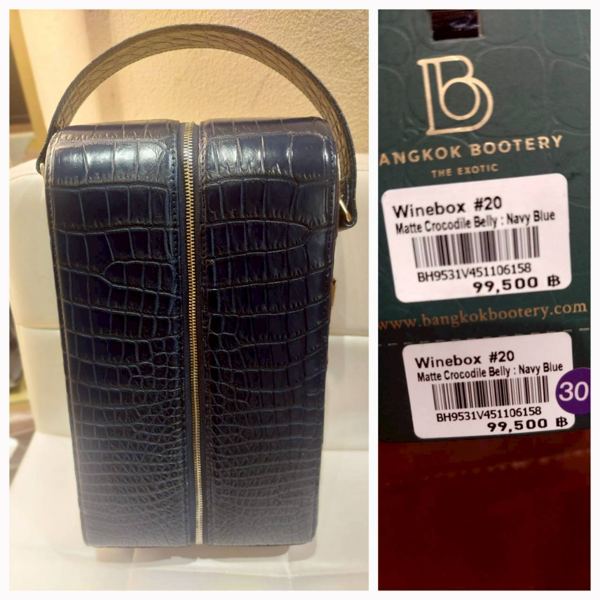 B
ANGKOK BOOTERY
THE EXOTIC
Winebox #20
Matte Crocodile Belly : Navy Blue
BH9531V451106158
99,500 ฿
www.bangkokbootery.com
Winebox #20
Matte Crocodile Belly : Navy Blue
30
BH9531V451106158
99,500 ฿